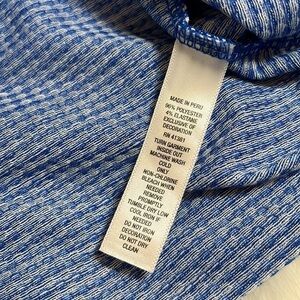 MADE IN PERU
96% POLYESTER
4% ELASTANE
EXCLUSIVE OF
DECORATION
RN 41381
TURN GARMENT
INSIDE OUT
MACHINE WASH
COLD
ONLY
NON-CHLORINE
BLEACH WHEN
NEEDED
REMOVE
PROMPTLY
TUMBLE DRY LOW
COOL IRON IF
NEEDED
DO NOT IRON
DECORATION
DO NOT DRY
CLEAN